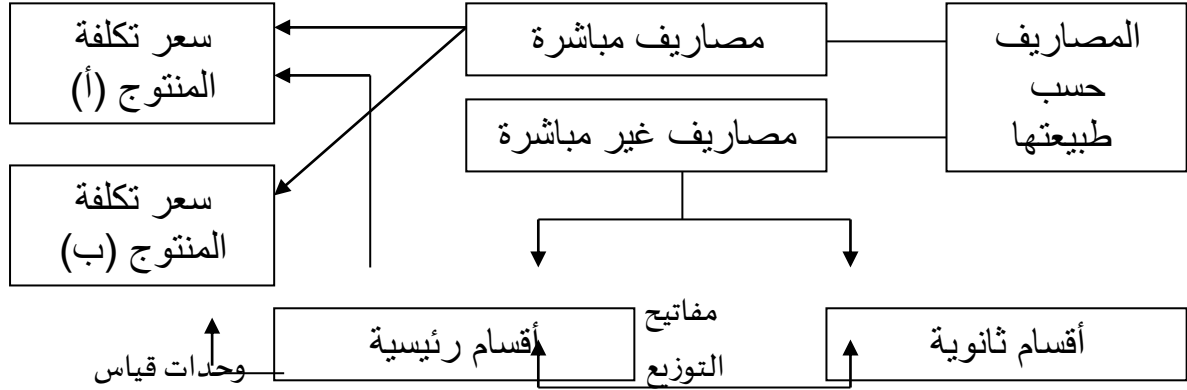 المصاريف
حسب
طبيعتها
مصاريف مباشرة
مصاريف غير مباشرة
سعر تكلفة
المنتوج (أ)
سعر تكلفة
المنتوج (ب)
أقسام ثانوية
مفاتيح
التوزيع
أقسام رئيسية
وحدات قياس